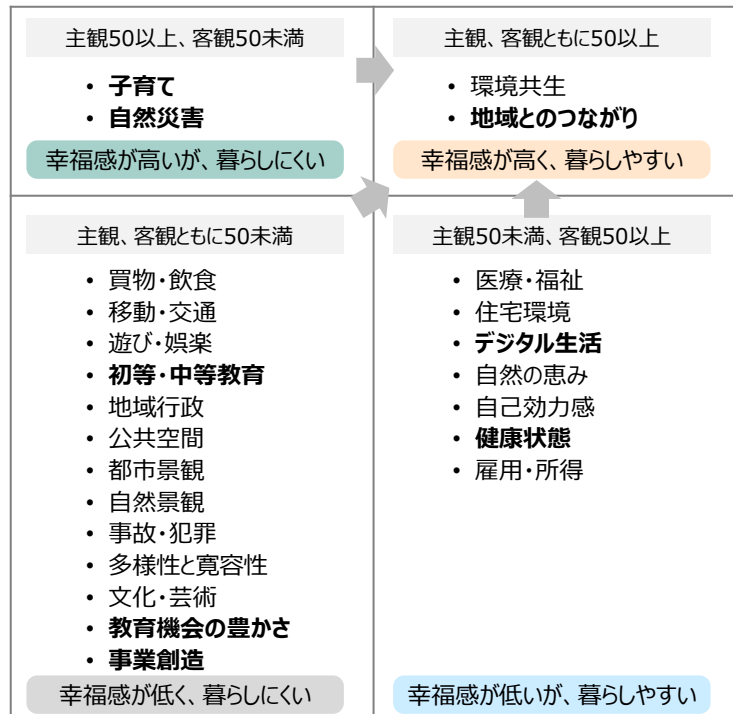 主観50以上、客観50未満
• 子育て
• 自然災害
幸福感が高いが、暮らしにくい
主観、客観ともに50以上
• 環境共生
• 地域とのつながり
幸福感が高く、暮らしやすい
主観、客観ともに50未満
• 買物・飲食
• 移動・交通
• 遊び・娯楽
• 初等・中等教育
• 地域行政
• 公共空間
• 都市景観
• 自然景観
• 事故・犯罪
• 多様性と寛容性
• 文化・芸術
• 教育機会の豊かさ
• 事業創造
幸福感が低く、暮らしにくい
主観50未満、客観50以上
• 医療・福祉
• 住宅環境
• デジタル生活
• 自然の恵み
• 自己効力感
• 健康状態
• 雇用・所得
幸福感が低いが、暮らしやすい